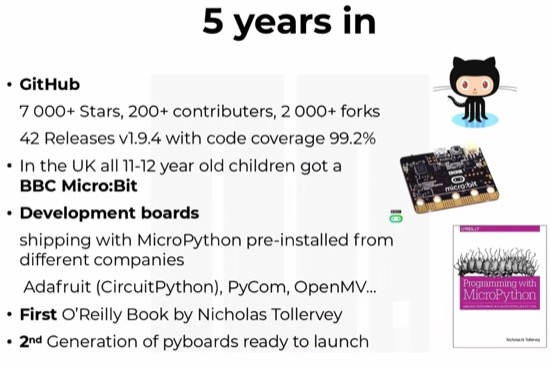 5 years in
• GitHub
7 000+ Stars, 200+ contributers, 2 000+ forks
42 Releases v1.9.4 with code coverage 99.2%
• In the UK all 11-12 year old children got a
BBC Micro:Bit
• Development boards
shipping with MicroPython pre-installed from
different companies
Adafruit (CircuitPython), PyCom, OpenMV...
• First O'Reilly Book by Nicholas Tollervey
• 2nd Generation of pyboards ready to launch
BBC
micro:bit
O'REILLY
Programming with
MicroPython
Nicholas H. Tollervey